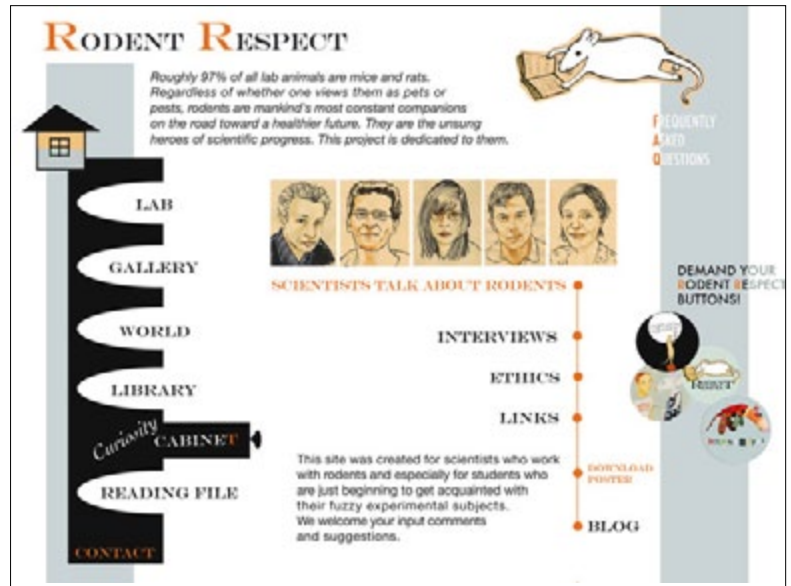 RODENT RESPECT
Roughly 97% of all lab animals are mice and rats.
Regardless of whether one views them as pets or
pests, rodents are mankind's most constant companions
on the road toward a healthier future. They are the unsung
heroes of scientific progress. This project is dedicated to them.
FREQUENTLY
ASKED
QUESTIONS
LAB
GALLERY
WORLD
LIBRARY
Curiosity
CABINET
READING FILE
CONTACT
SCIENTISTS TALK ABOUT RODENTS
INTERVIEWS
ETHICS
LINKS
DOWNLOAD
POSTER
BLOG
This site was created for scientists who work
with rodents and especially for students who
are just beginning to get acquainted with
their fuzzy experimental subjects.
We welcome your input comments
and suggestions.
DEMAND YOUR
RODENT RESPECT
BUTTONS!